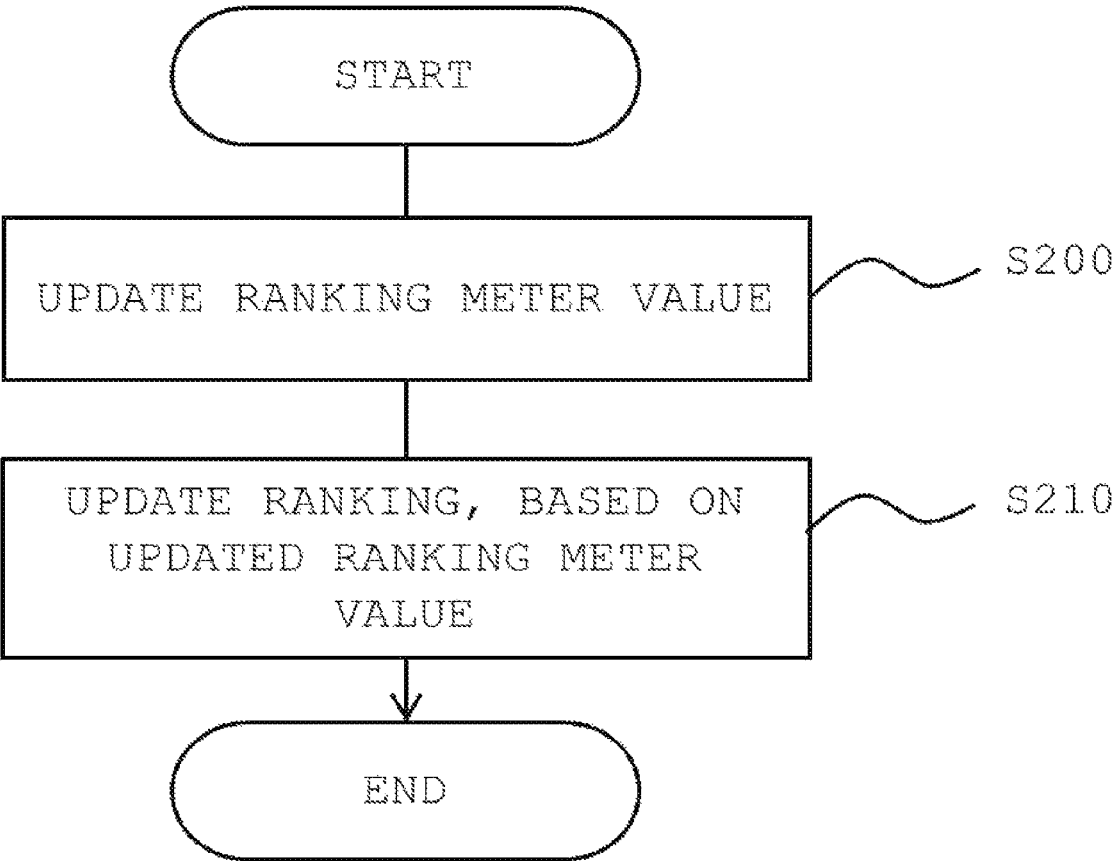 START
UPDATE RANKING METER VALUE
S200
UPDATE RANKING, BASED ON
UPDATED RANKING METER
VALUE
S210
END